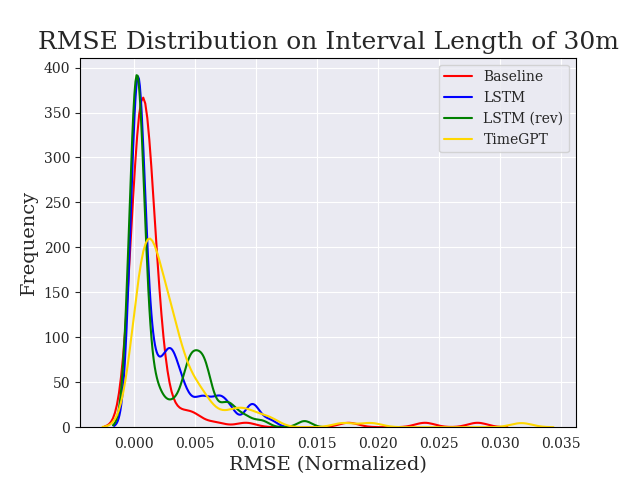 RMSE Distribution on Interval Length of 30m
Baseline
LSTM
LSTM (rev)
TimeGPT
Frequency
400
350
300
250
200
150
100
50
0
0.000 0.005 0.010 0.015 0.020 0.025 0.030 0.035
RMSE (Normalized)